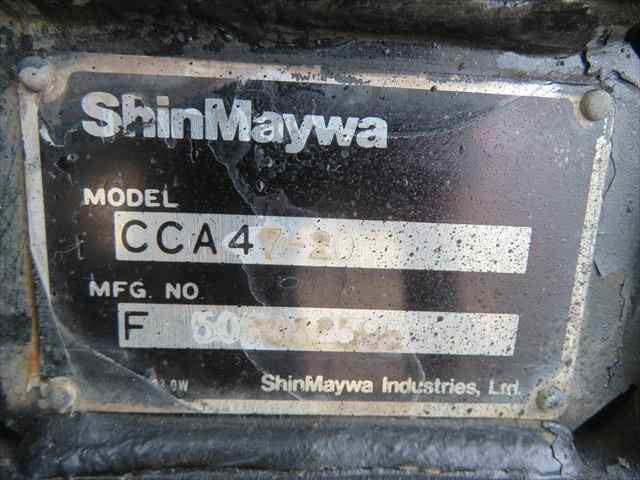 ShinMaywa
MODEL
CCA47-20
MFG. NO
F
ShinMaywa Industries, Ltd.